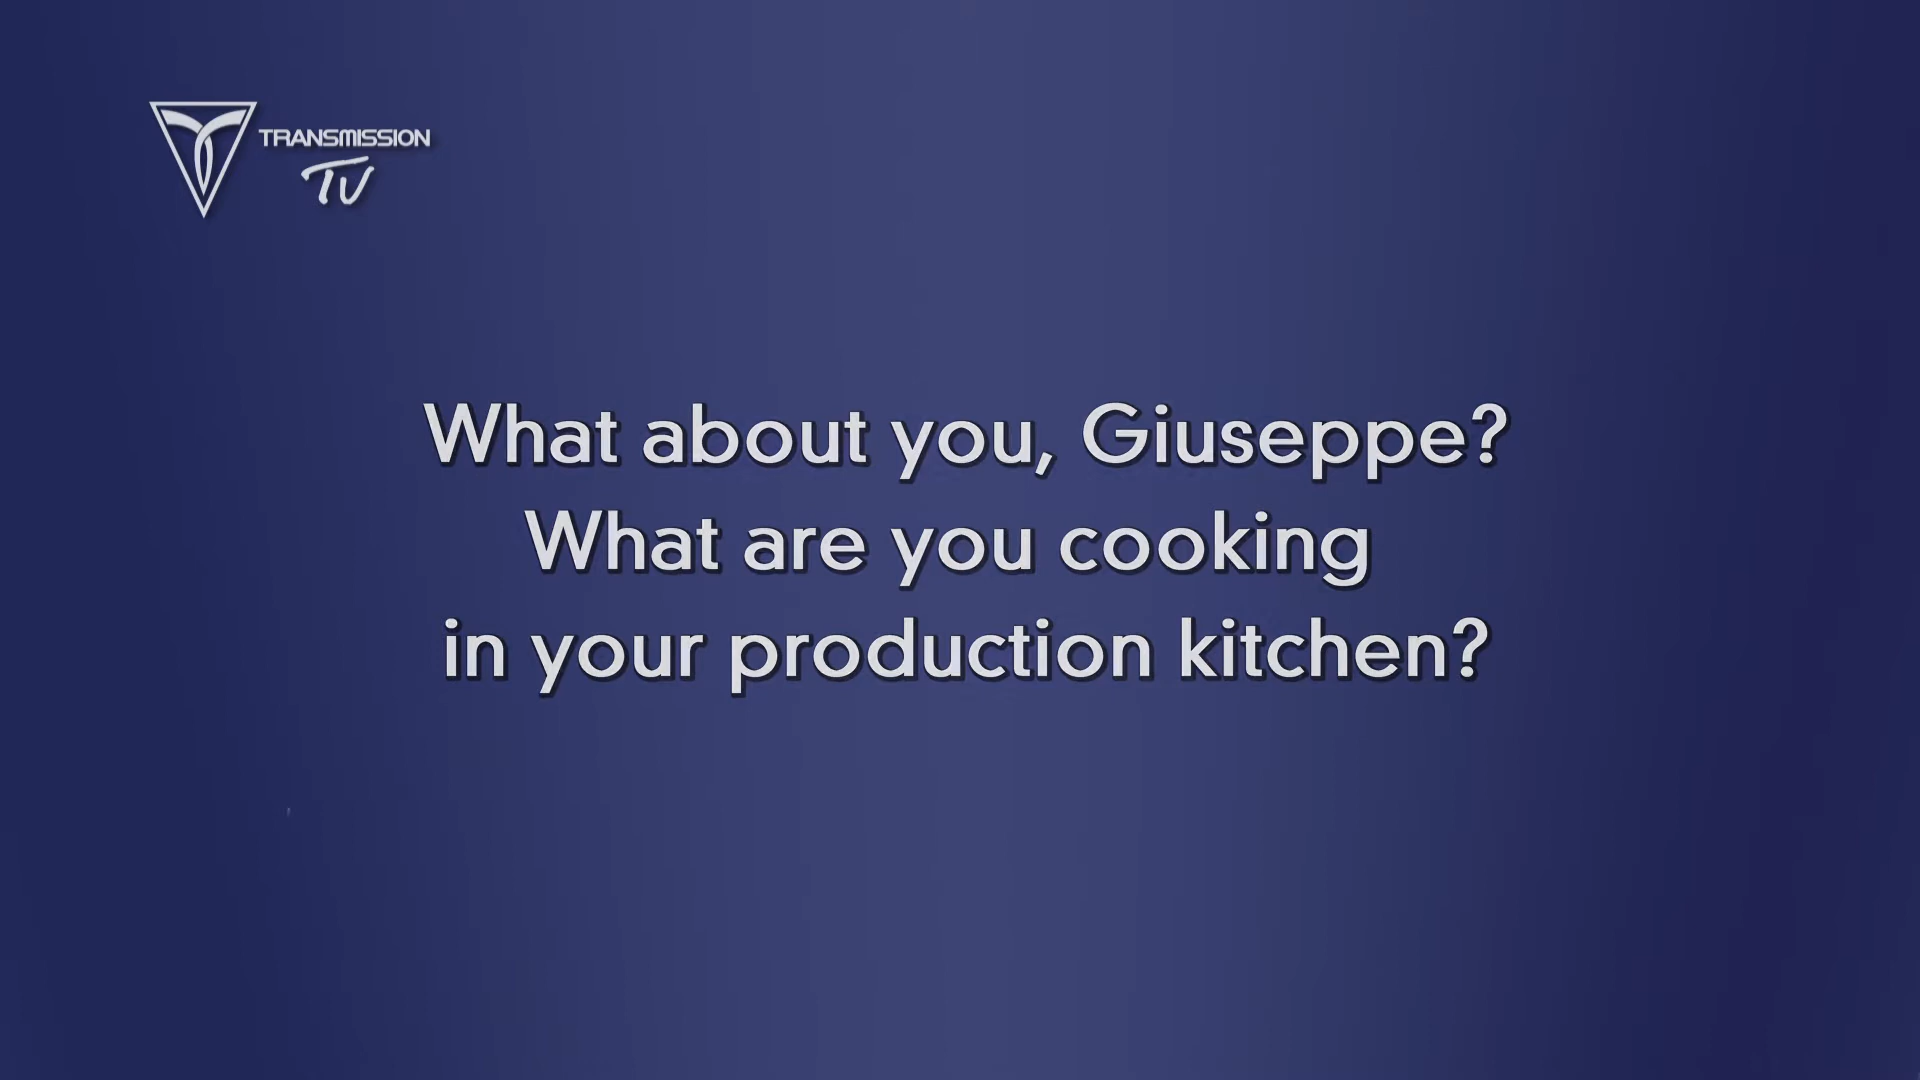 TRANSMISSION
TV
What about you, Giuseppe?
What are you cooking
in your production kitchen?